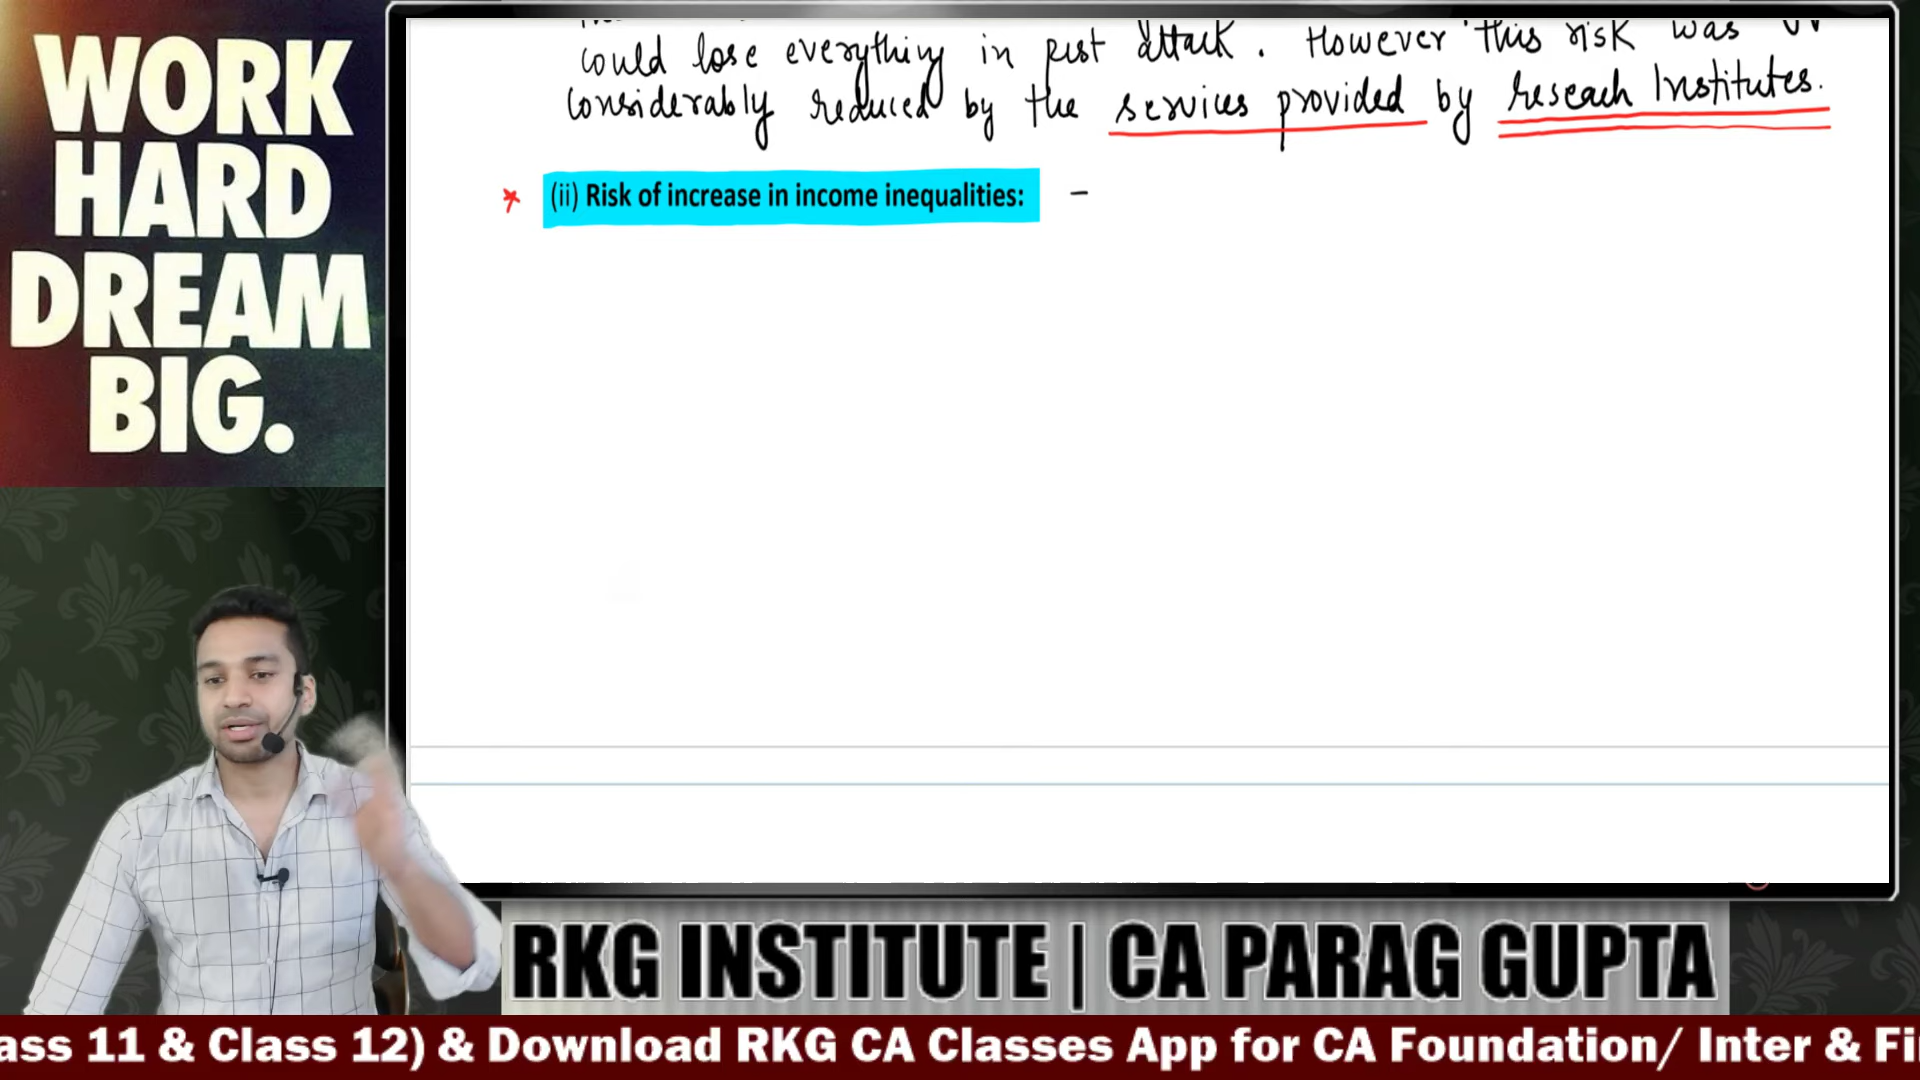 WORK
HARD
DREAM
BIG.
could lose everything in pest attack. However this risk was
considerably reduced by the services provided by reseach Institutes.
(ii) Risk of increase in income inequalities: –
RKG INSTITUTE | CA PARAG GUPTA
ass 11 & Class 12) & Download RKG CA Classes App for CA Foundation/ Inter & Fi